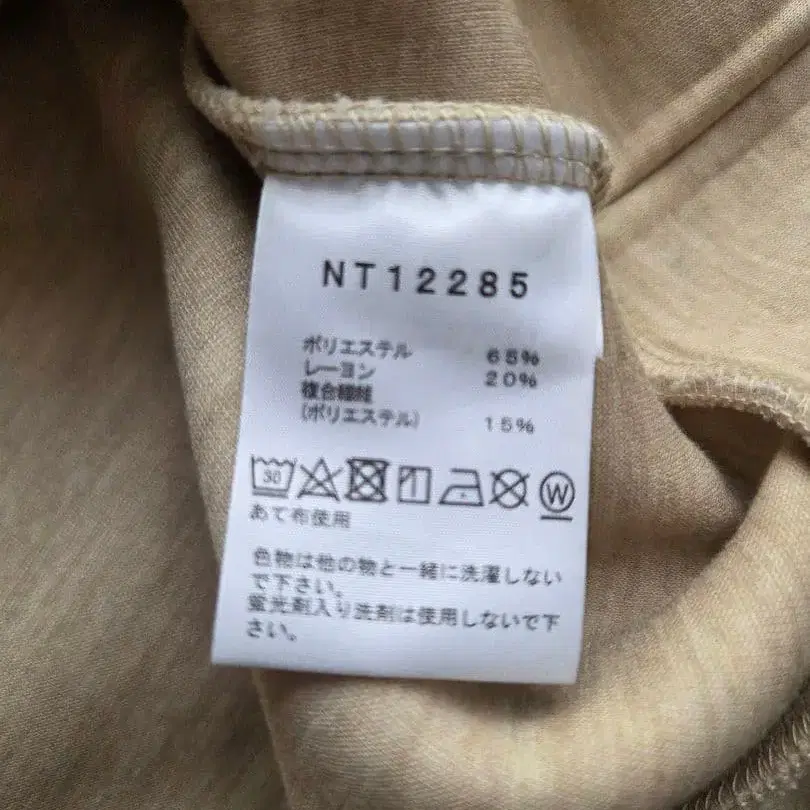 NT12285
ポリエステル 65%
レーヨン 20%
複合繊維
(ポリエステル) 15%
30
W
あて布使用
色物は他の物と一緒に洗濯しない
で下さい。
蛍光剤入り洗剤は使用しないで下
さい。